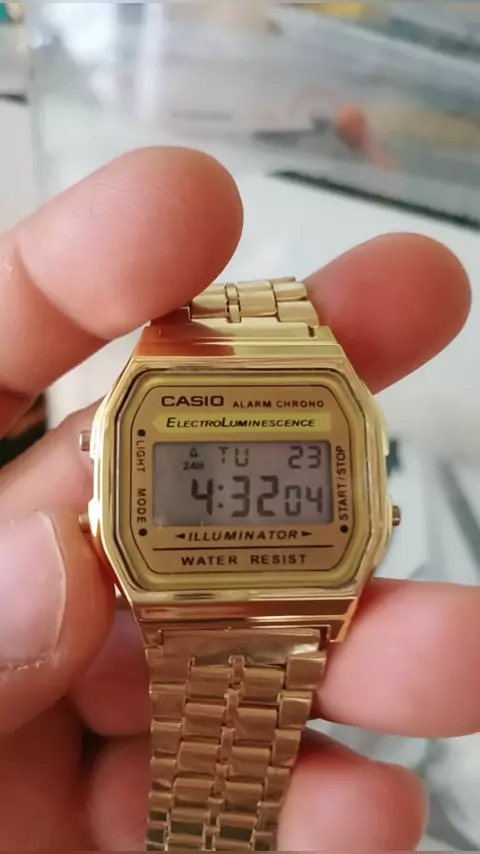 CASIO ALARM CHRONO
ELECTROLUMINESCENCE
LIGHT
MODE
TU 23
24H
4:32 04
START/STOP
ILLUMINATOR
WATER RESIST